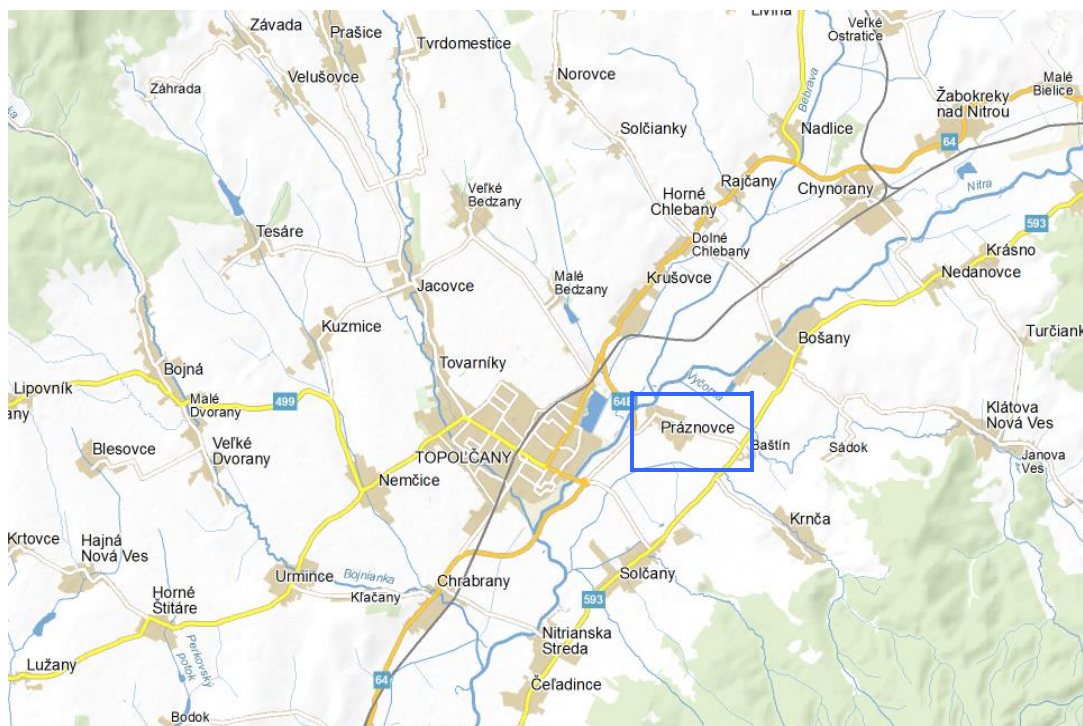 Závada
Prašice
Livina
Veľké
Ostratice
Tvrdomestice
Velušovce
Záhrada
Norovce
Bebrava
Malé
Bielice
Žabokreky
nad Nitrou
Solčianky
Nadlice
64
Rajčany
Chynorany
Nitra
Horné
Chlebany
Veľké
Bedzany
Tesáre
593
Dolné
Chlebany
Krásno
Nedanovce
Malé
Bedzany
Krušovce
Jacovce
Kuzmice
Turčiank
Bošany
Tovarníky
Bojná
Vyčoma
Lipovník
any
Malé
Dvorany
499
64B
Práznovce
Klátova
Nová Ves
Blesovce
Veľké
Dvorany
Baštín
Sádok
Janova
Ves
TOPOĽČANY
Nemčice
Krnča
Krtovce
Hajná
Nová Ves
Urmince
Bojnianka
Chrabrany
Solčany
Kľačany
593
Horné
Štitáre
Nitrianska
Streda
Perkovský
potok
Lužany
64
Čeľadince
Bodok